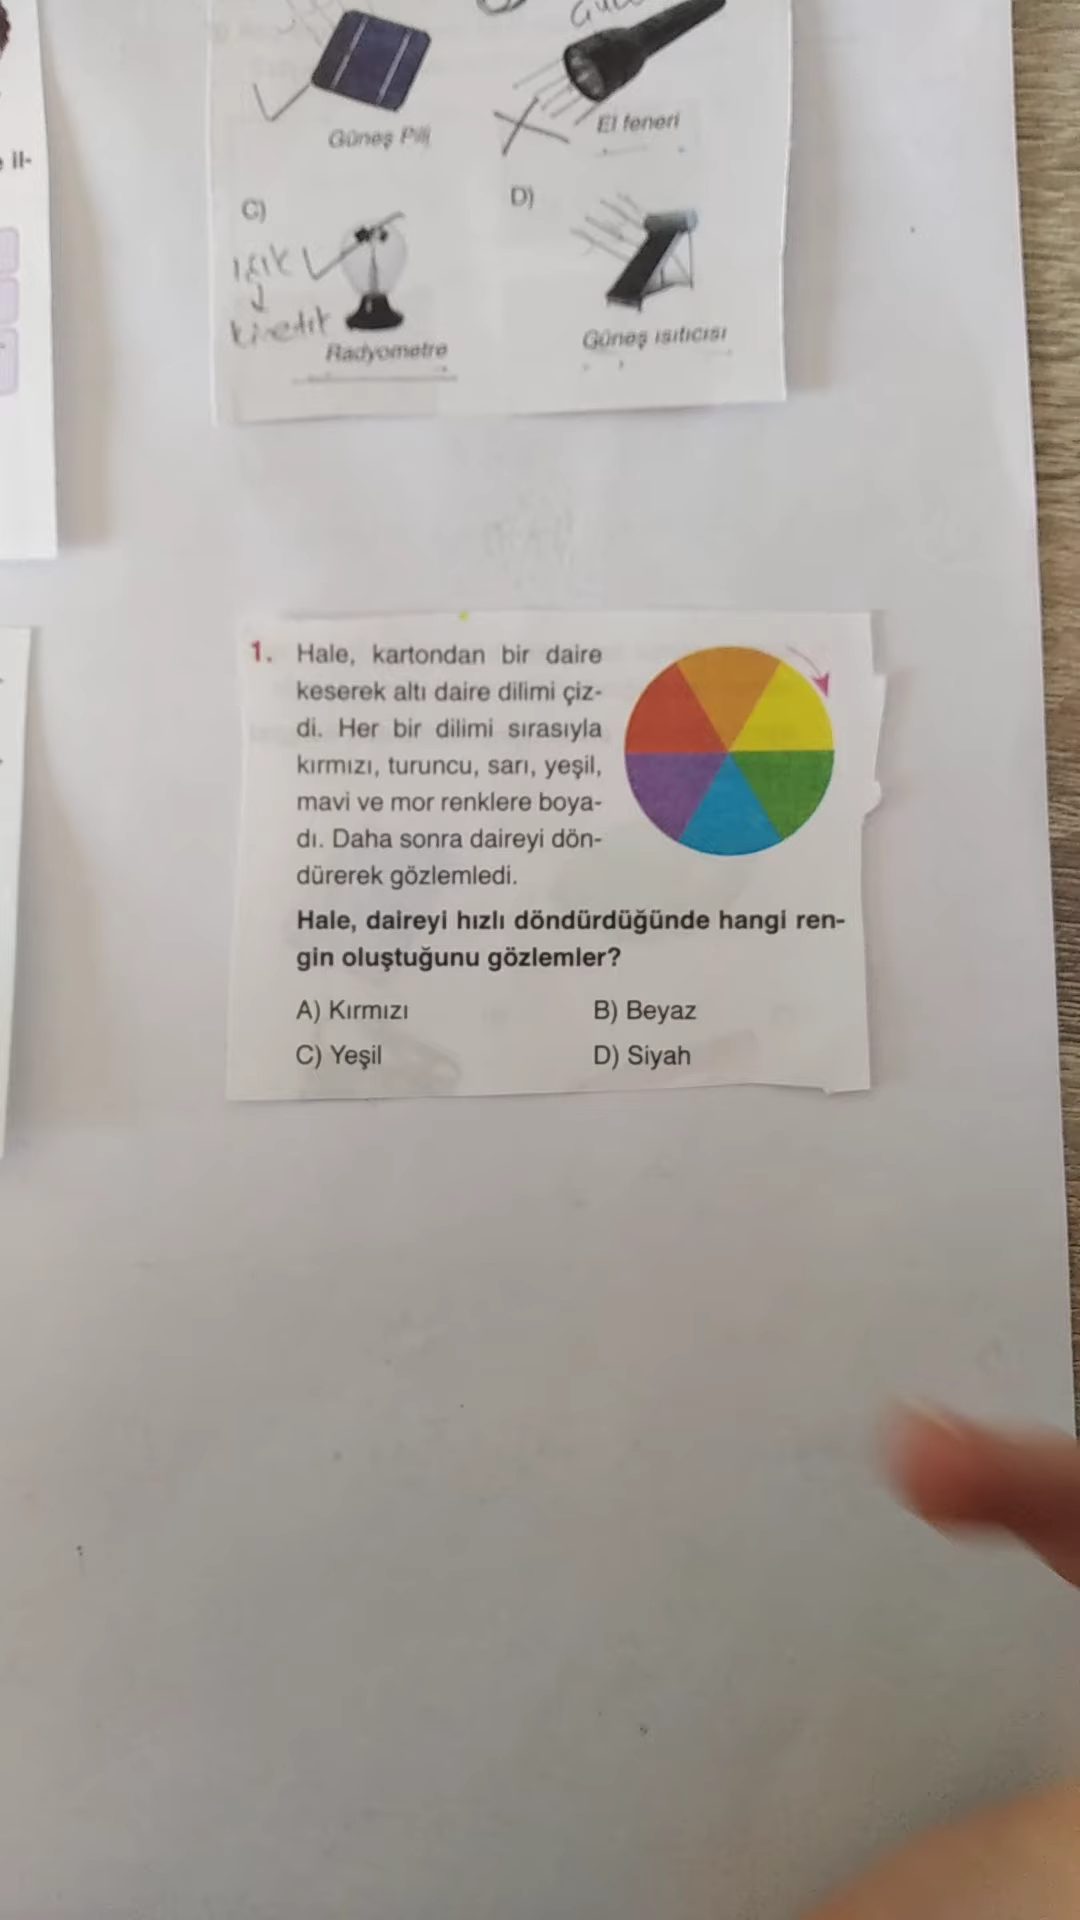 il-
Güneş Pili
El feneri
C)
D)
ışık
kinetik
Radyometre
Güneş ısıtıcısı
1. Hale, kartondan bir daire
keserek altı daire dilimi çiz-
di. Her bir dilimi sırasıyla
kırmızı, turuncu, sarı, yeşil,
mavi ve mor renklere boya-
dı. Daha sonra daireyi dön-
dürerek gözlemledi.
Hale, daireyi hızlı döndürdüğünde hangi ren-
gin oluştuğunu gözlemler?
A) Kırmızı
B) Beyaz
C) Yeşil
D) Siyah